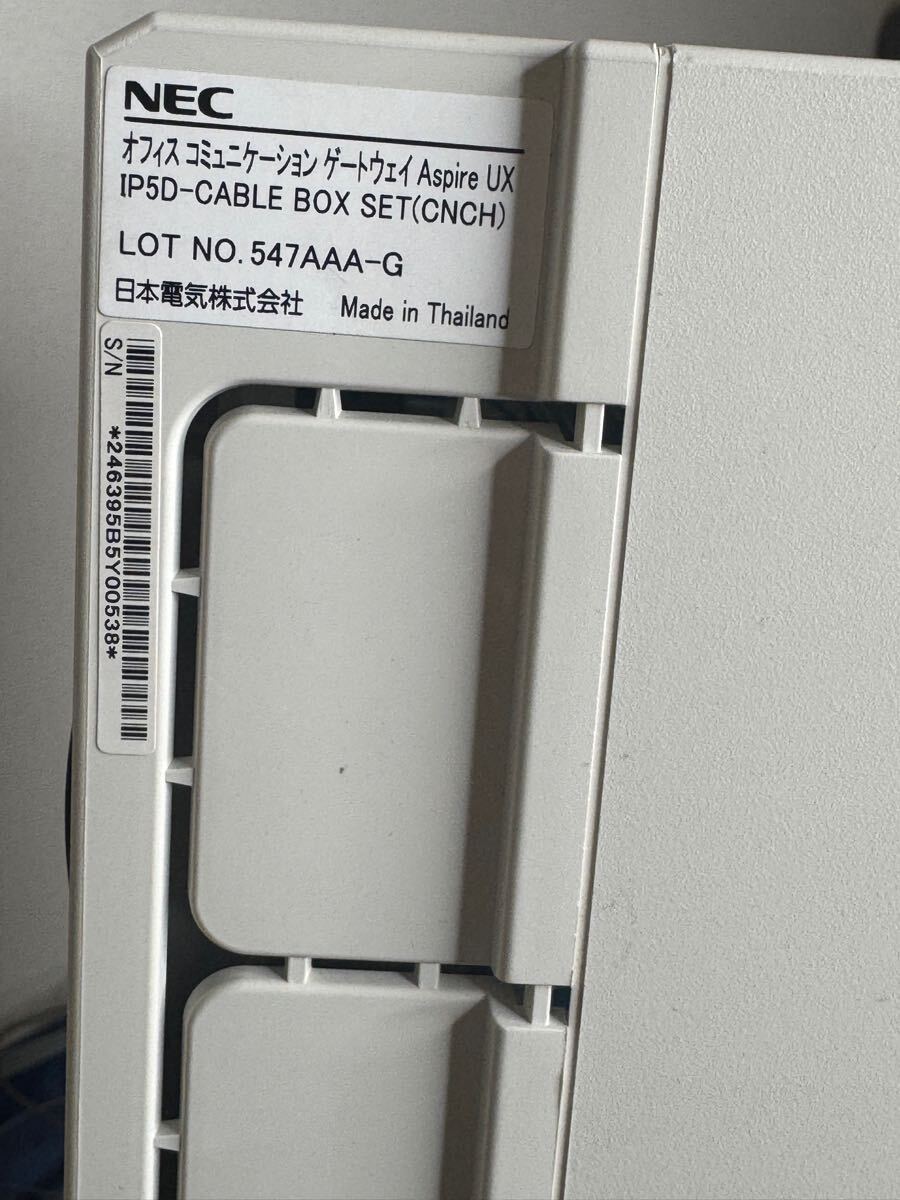 NEC
オフィス コミュニケーション ゲートウェイ Aspire UX
IP5D-CABLE BOX SET(CNCH)
LOT NO. 547AAA-G
日本電気株式会社 Made in Thailand
S/N
*246395B5Y00538*